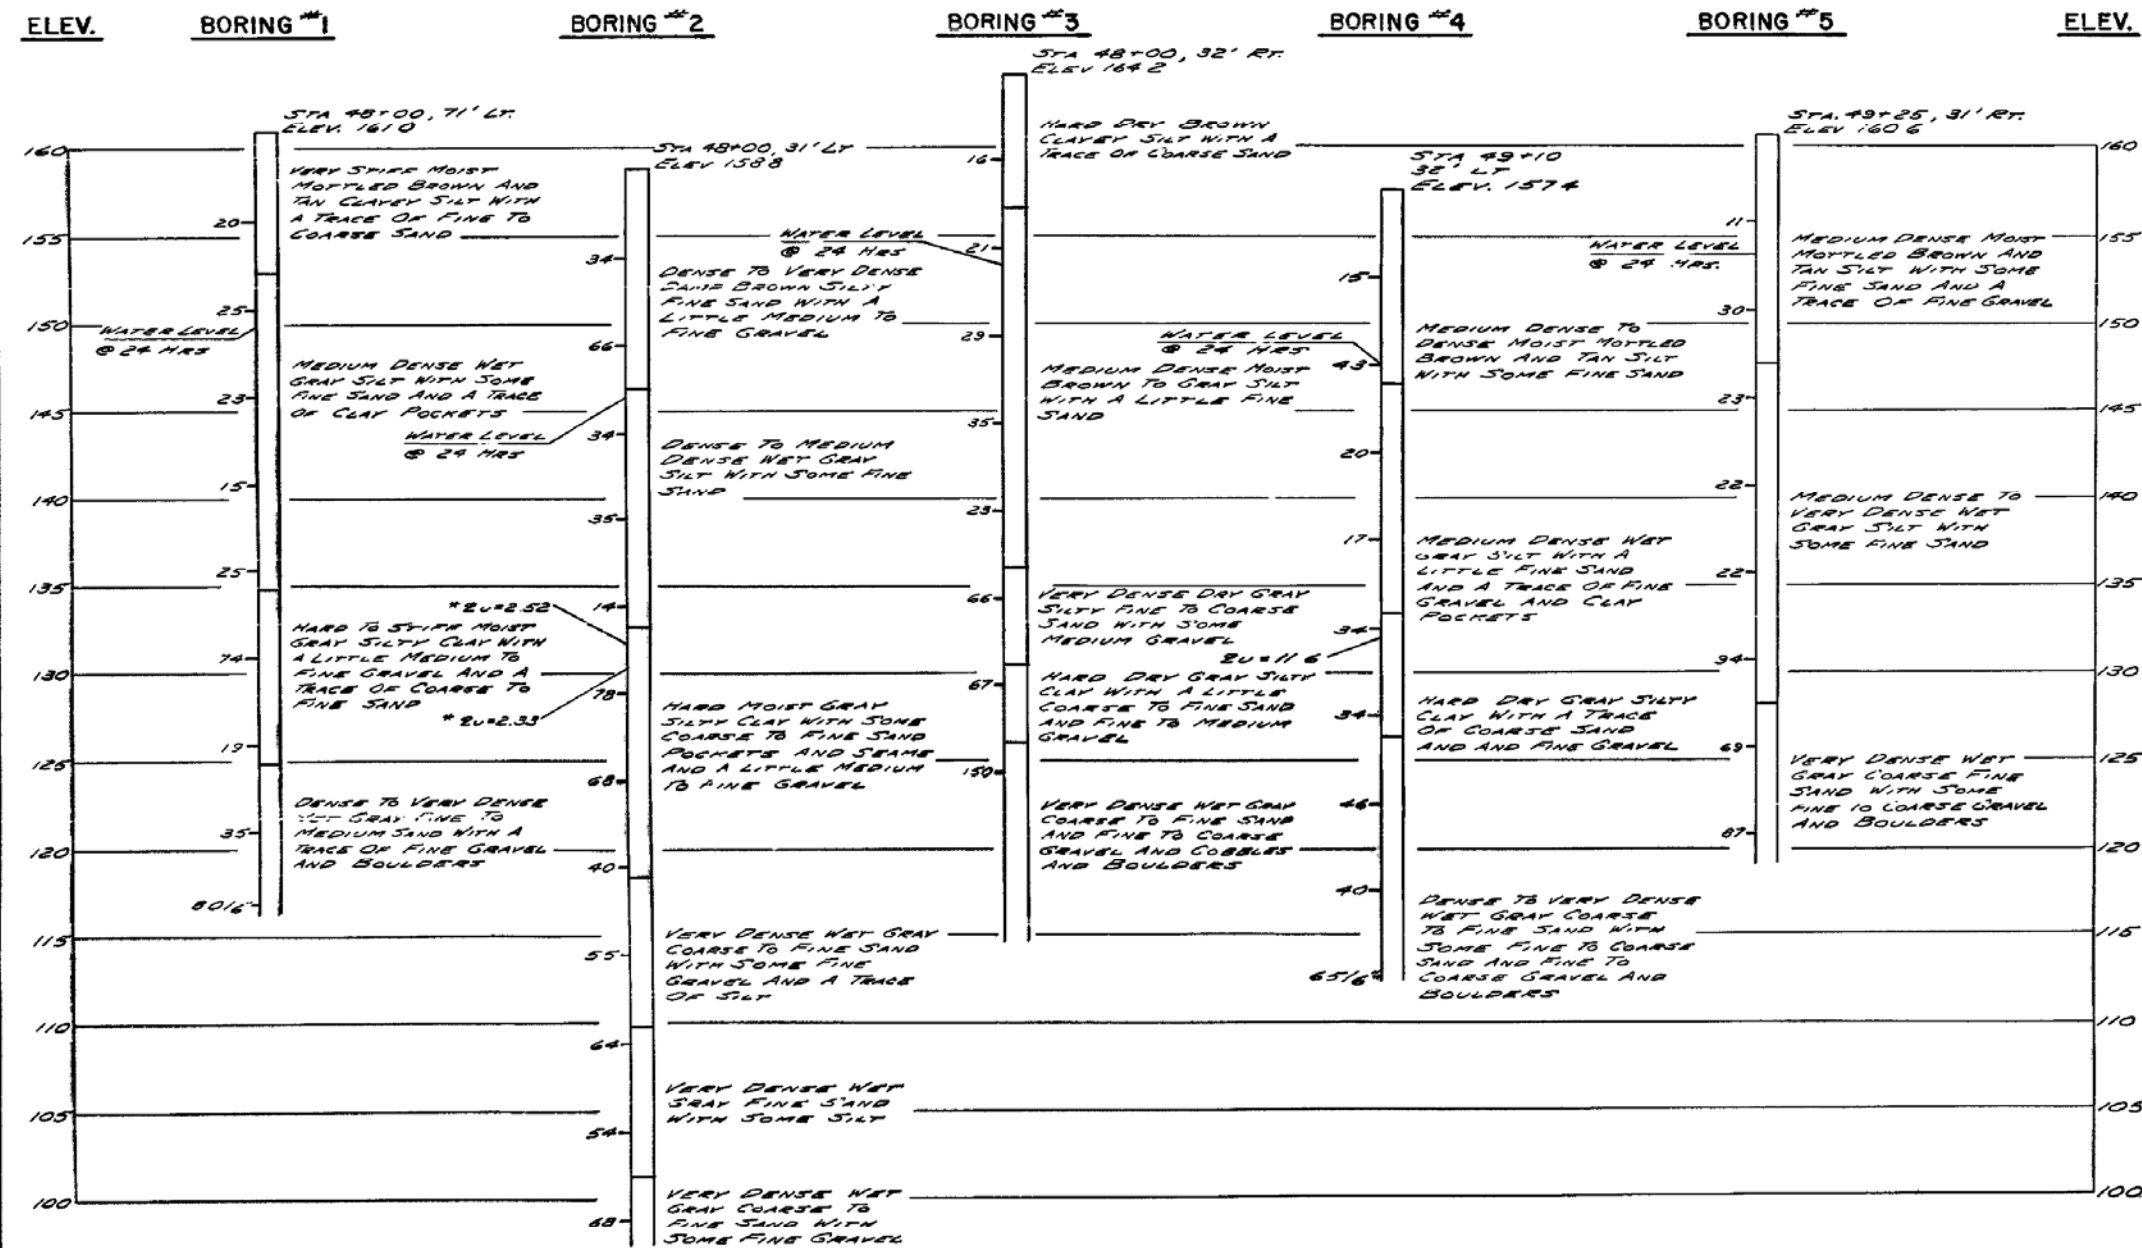 ELEV.
BORING #1
BORING #2
BORING #3
BORING #4
BORING #5
ELEV.
STA 48+00, 71' LT.
ELEV. 161 0
20
25
23
15
25
74
19
35
80/6"
VERY STIFF MOIST
MOTTLED BROWN AND
TAN CLAYEY SILT WITH
A TRACE OF FINE TO
COARSE SAND
WATER LEVEL
@ 24 HRS
MEDIUM DENSE WET
GRAY SILT WITH SOME
FINE SAND AND A TRACE
OF CLAY POCKETS
HARD TO STIFF MOIST
GRAY SILTY CLAY WITH
A LITTLE MEDIUM TO
FINE GRAVEL AND A
TRACE OF COARSE TO
FINE SAND
DENSE TO VERY DENSE
WET GRAY FINE TO
MEDIUM SAND WITH A
TRACE OF FINE GRAVEL
AND BOULDERS
STA 48+00, 31' LT
ELEV 158 8
34
66
34
35
14
78
68
40
55
64
54
68
DENSE TO VERY DENSE
DAMP BROWN SILTY
FINE SAND WITH A
LITTLE MEDIUM TO
FINE GRAVEL
WATER LEVEL
@ 24 HRS
DENSE TO MEDIUM
DENSE WET GRAY
SILT WITH SOME FINE
SAND
* Qu=2.52
* Qu=2.33
HARD MOIST GRAY
SILTY CLAY WITH SOME
COARSE TO FINE SAND
POCKETS AND SEAMS
AND A LITTLE MEDIUM
TO FINE GRAVEL
VERY DENSE WET GRAY
COARSE TO FINE SAND
WITH SOME FINE
GRAVEL AND A TRACE
OF SILT
VERY DENSE WET
GRAY FINE SAND
WITH SOME SILT
VERY DENSE WET
GRAY COARSE TO
FINE SAND WITH
SOME FINE GRAVEL
STA 48+00, 32' RT.
ELEV 164 2
16
21
29
35
23
66
67
150
HARD DRY BROWN
CLAYEY SILT WITH A
TRACE OF COARSE SAND
WATER LEVEL
@ 24 HRS
MEDIUM DENSE MOIST
BROWN TO GRAY SILT
WITH A LITTLE FINE
SAND
VERY DENSE DRY GRAY
SILTY FINE TO COARSE
SAND WITH SOME
MEDIUM GRAVEL
HARD DRY GRAY SILTY
CLAY WITH A LITTLE
COARSE TO FINE SAND
AND FINE TO MEDIUM
GRAVEL
VERY DENSE WET GRAY
COARSE TO FINE SAND
AND FINE TO COARSE
GRAVEL AND COBBLES
AND BOULDERS
STA 49+10
32' LT
ELEV. 157 4
15
43
20
17
34
34
46
40
65/6"
WATER LEVEL
@ 24 HRS
MEDIUM DENSE TO
DENSE MOIST MOTTLED
BROWN AND TAN SILT
WITH SOME FINE SAND
MEDIUM DENSE WET
GRAY SILT WITH A
LITTLE FINE SAND
AND A TRACE OF FINE
GRAVEL AND CLAY
POCKETS
Qu=11 6
HARD DRY GRAY SILTY
CLAY WITH A TRACE
OF COARSE SAND
AND AND FINE GRAVEL
DENSE TO VERY DENSE
WET GRAY COARSE
TO FINE SAND WITH
SOME FINE TO COARSE
SAND AND FINE TO
COARSE GRAVEL AND
BOULDERS
STA. 49+25, 31' RT.
ELEV 160 6
11
30
23
22
22
94
69
87
WATER LEVEL
@ 24 HRS.
MEDIUM DENSE MOIST
MOTTLED BROWN AND
TAN SILT WITH SOME
FINE SAND AND A
TRACE OF FINE GRAVEL
MEDIUM DENSE TO
VERY DENSE WET
GRAY SILT WITH
SOME FINE SAND
VERY DENSE WET
GRAY COARSE FINE
SAND WITH SOME
FINE TO COARSE GRAVEL
AND BOULDERS
160
155
150
145
140
135
130
125
120
115
110
105
100
160
155
150
145
140
135
130
125
120
115
110
105
100